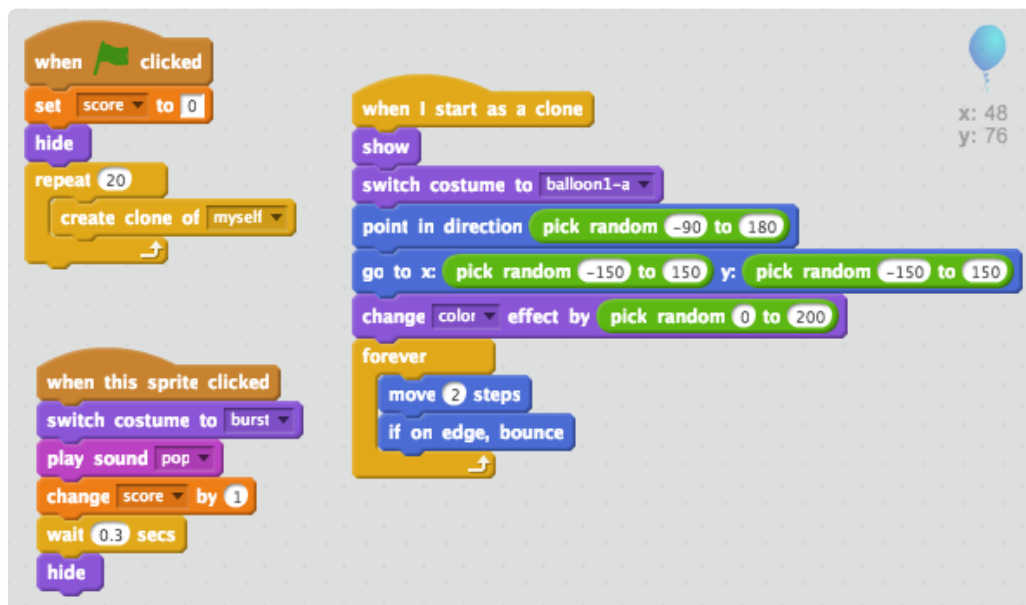 when clicked
set score to 0
hide
repeat 20
create clone of myself
when this sprite clicked
switch costume to burst
play sound pop
change score by 1
wait 0.3 secs
hide
when I start as a clone
show
switch costume to balloon1-a
point in direction pick random -90 to 180
go to x: pick random -150 to 150 y: pick random -150 to 150
change color effect by pick random 0 to 200
forever
move 2 steps
if on edge, bounce
x: 48
y: 76